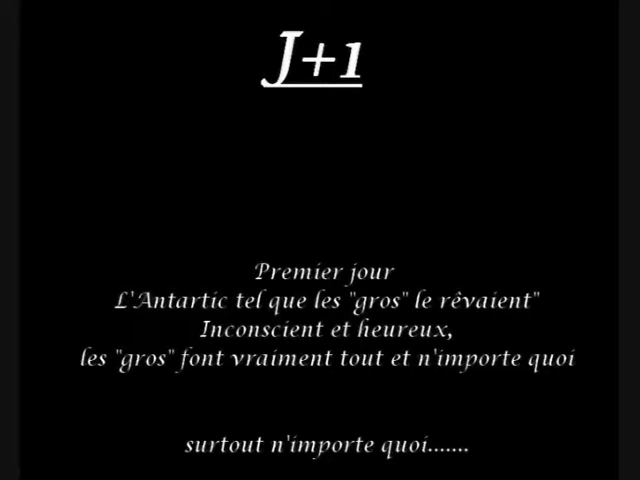 J+1
Premier jour
L'Antartic tel que les "gros" le rêvaient"
Inconscient et heureux,
les "gros" font vraiment tout et n'importe quoi
surtout n'importe quoi.......